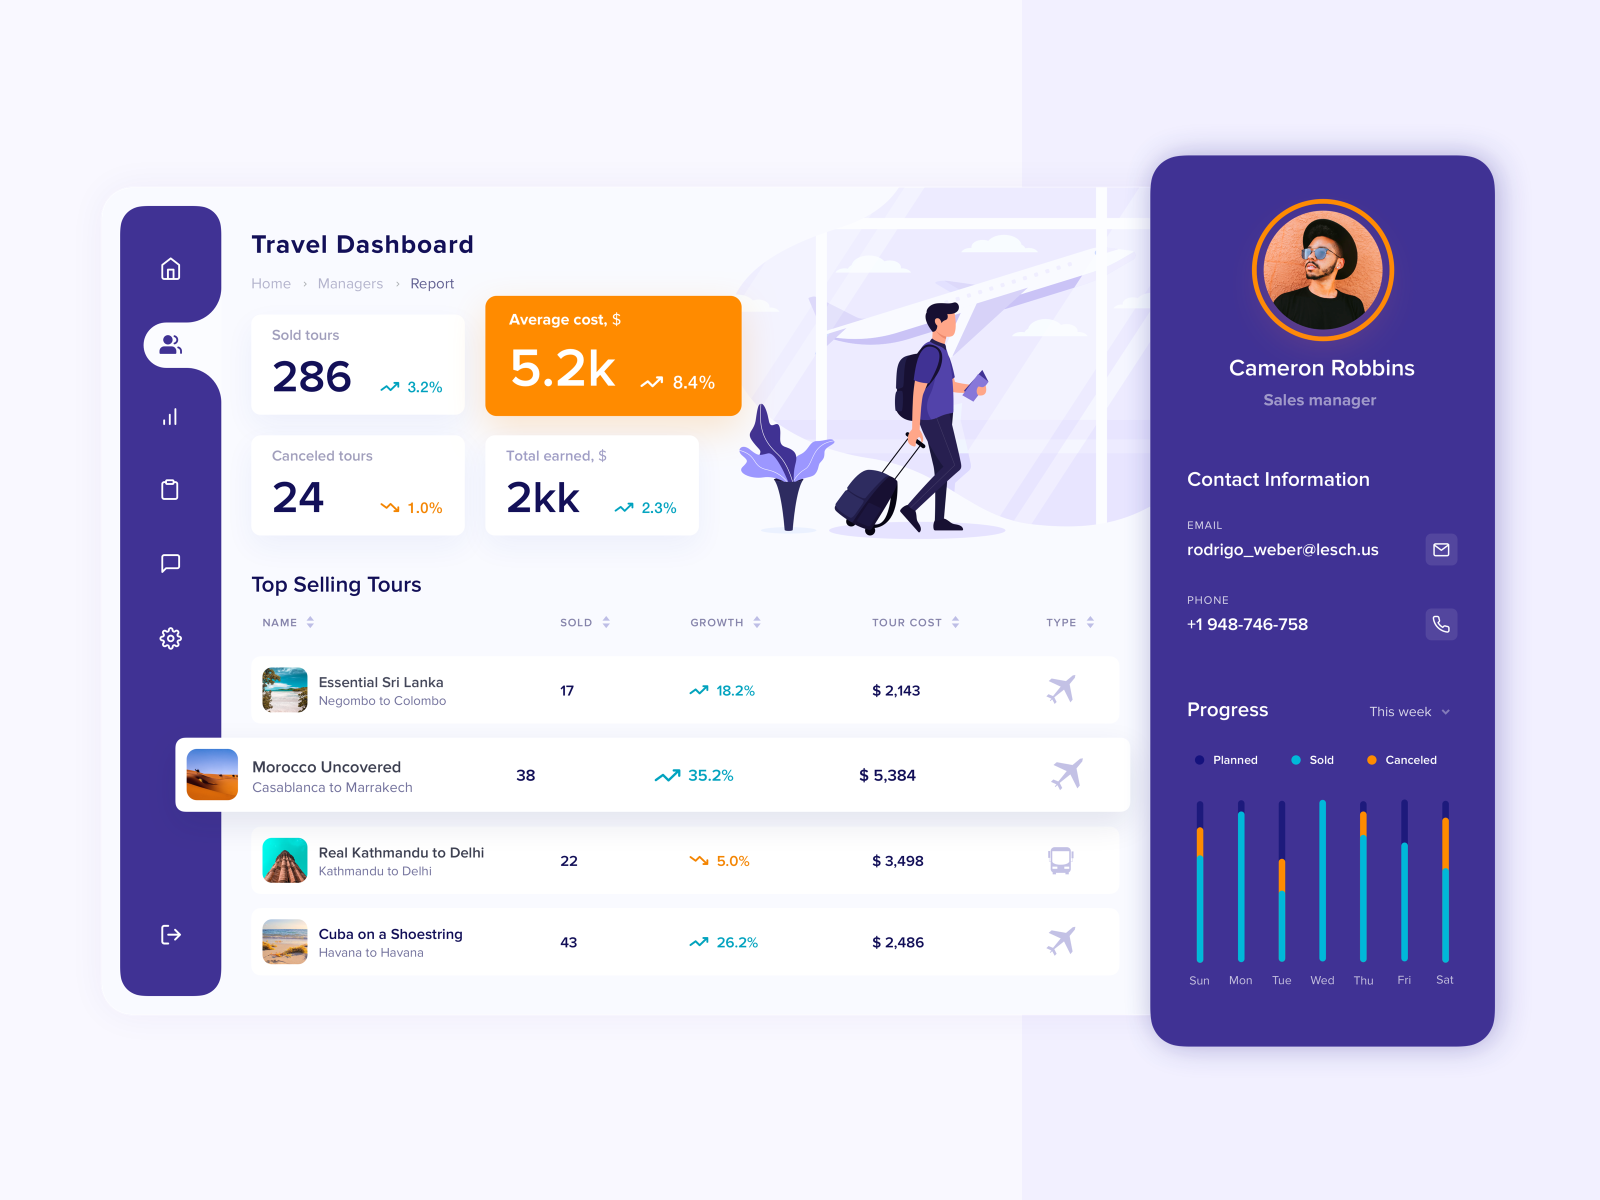 Travel Dashboard
Home › Managers › Report
Sold tours
286
3.2%
Average cost, $
5.2k
8.4%
Canceled tours
24
1.0%
Total earned, $
2kk
2.3%
Top Selling Tours
NAME SOLD GROWTH TOUR COST TYPE
Essential Sri Lanka
Negombo to Colombo
17 18.2% $ 2,143
Morocco Uncovered
Casablanca to Marrakech
38 35.2% $ 5,384
Real Kathmandu to Delhi
Kathmandu to Delhi
22 5.0% $ 3,498
Cuba on a Shoestring
Havana to Havana
43 26.2% $ 2,486
Cameron Robbins
Sales manager
Contact Information
EMAIL
rodrigo_weber@lesch.us
PHONE
+1 948-746-758
Progress This week
Planned Sold Canceled
Sun Mon Tue Wed Thu Fri Sat